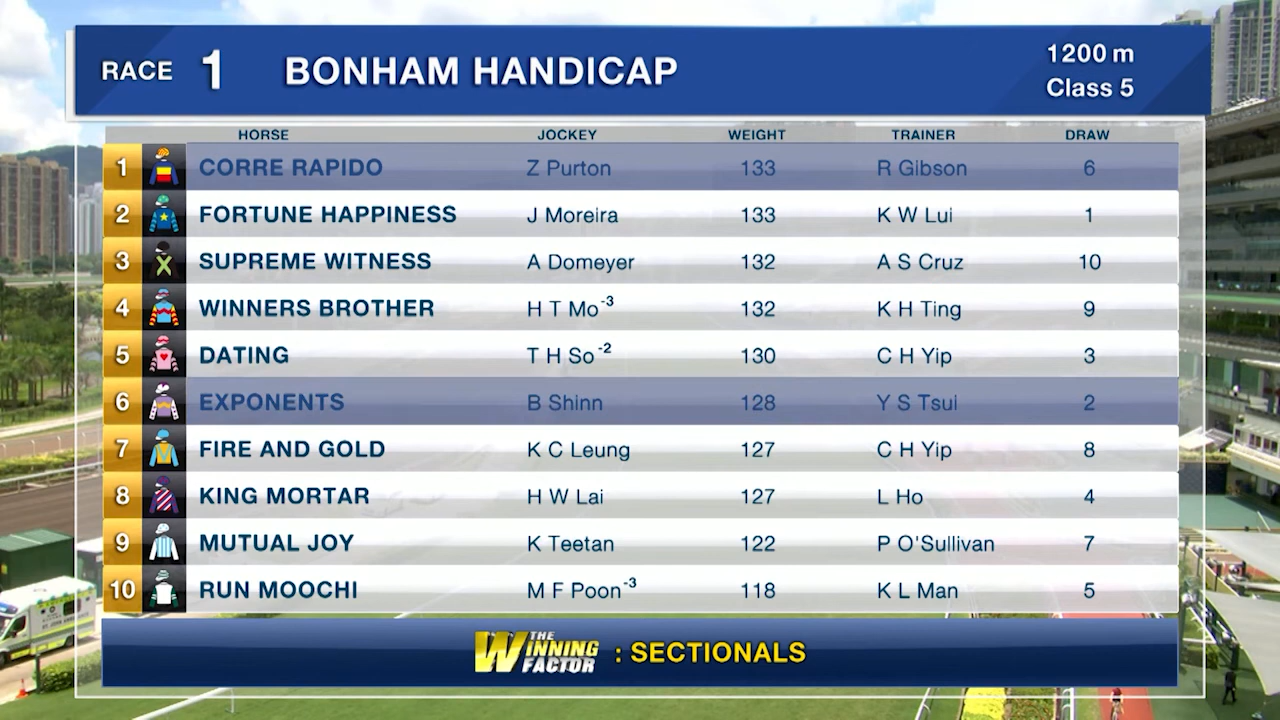 RACE 1 BONHAM HANDICAP 1200 m
Class 5
HORSE JOCKEY WEIGHT TRAINER DRAW
1 CORRE RAPIDO Z Purton 133 R Gibson 6
2 FORTUNE HAPPINESS J Moreira 133 K W Lui 1
3 SUPREME WITNESS A Domeyer 132 A S Cruz 10
4 WINNERS BROTHER H T Mo-3 132 K H Ting 9
5 DATING T H So-2 130 C H Yip 3
6 EXPONENTS B Shinn 128 Y S Tsui 2
7 FIRE AND GOLD K C Leung 127 C H Yip 8
8 KING MORTAR H W Lai 127 L Ho 4
9 MUTUAL JOY K Teetan 122 P O'Sullivan 7
10 RUN MOOCHI M F Poon-3 118 K L Man 5
THE WINNING FACTOR : SECTIONALS